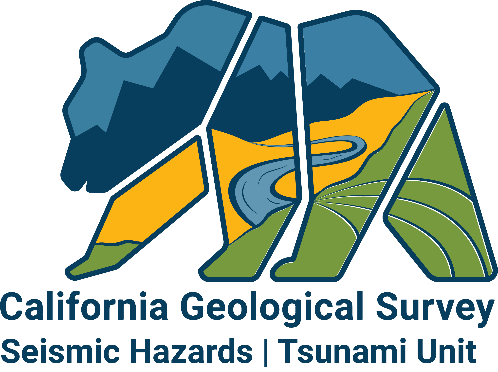 California Geological Survey
Seismic Hazards | Tsunami Unit